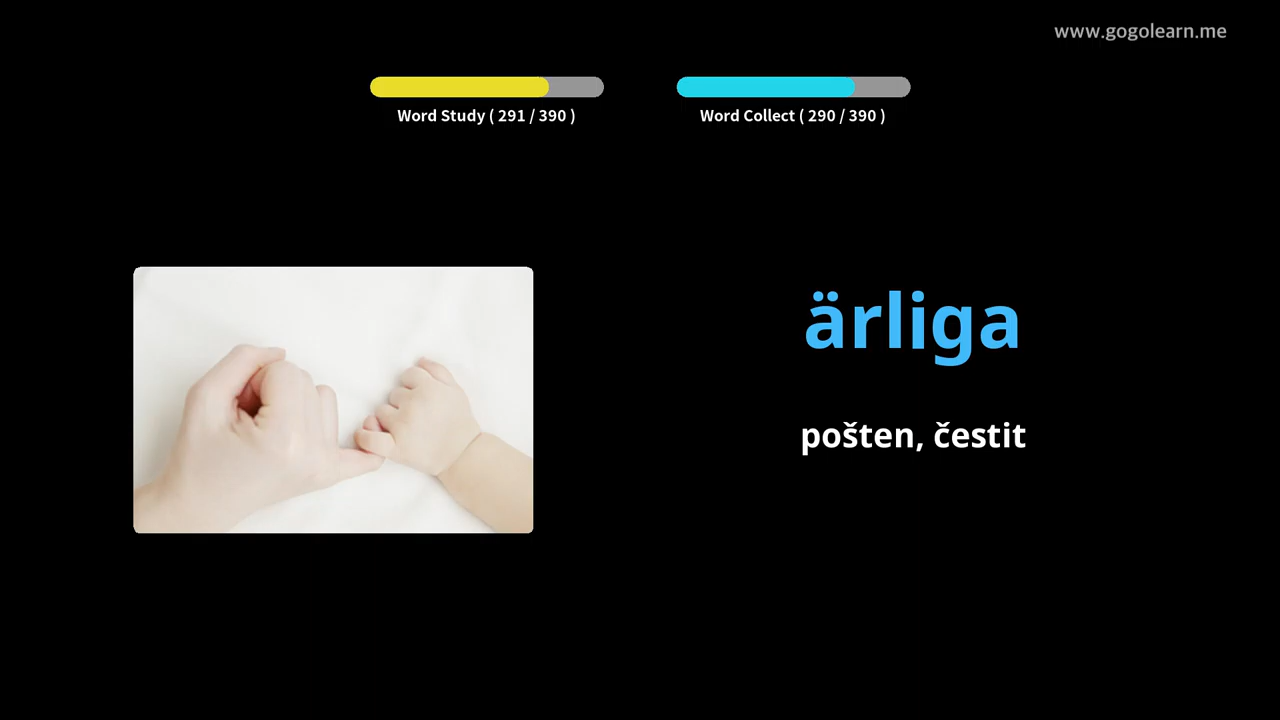 www.gogolearn.me
Word Study ( 291 / 390 )
Word Collect ( 290 / 390 )
ärliga
pošten, čestit